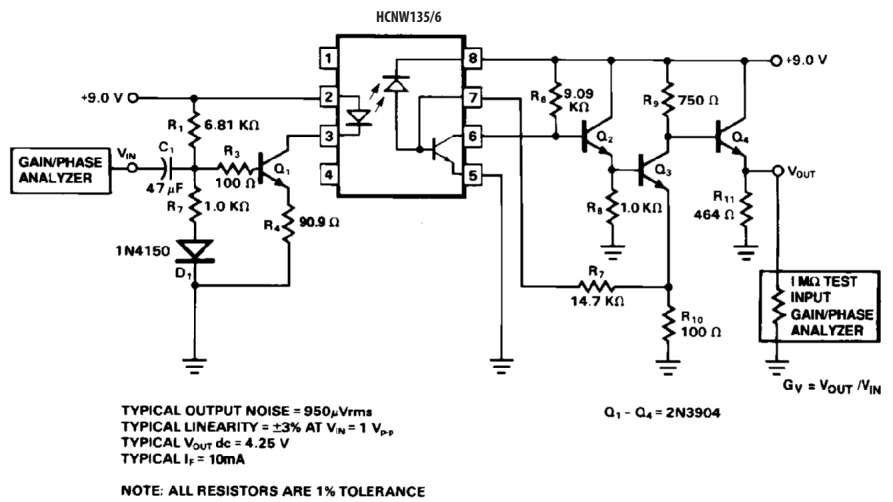 HCNW135/6
+9.0 V
R1 6.81 KΩ
GAIN/PHASE
ANALYZER
VIN
C1
47 μF
R3
100 Ω
Q1
R7 1.0 KΩ
R4 90.9 Ω
1N4150
D1
1
2
3
4
8
7
6
5
+9.0 V
R6 9.09
KΩ
R9 750 Ω
Q2
Q3
Q4
R8 1.0 KΩ
VOUT
R11
464 Ω
R7
14.7 KΩ
R10
100 Ω
1 MΩ TEST
INPUT
GAIN/PHASE
ANALYZER
GV = VOUT /VIN
TYPICAL OUTPUT NOISE = 950μVrms
TYPICAL LINEARITY = ±3% AT VIN = 1 Vp-p
TYPICAL VOUT dc = 4.25 V
TYPICAL IF = 10mA
Q1 - Q4 = 2N3904
NOTE: ALL RESISTORS ARE 1% TOLERANCE